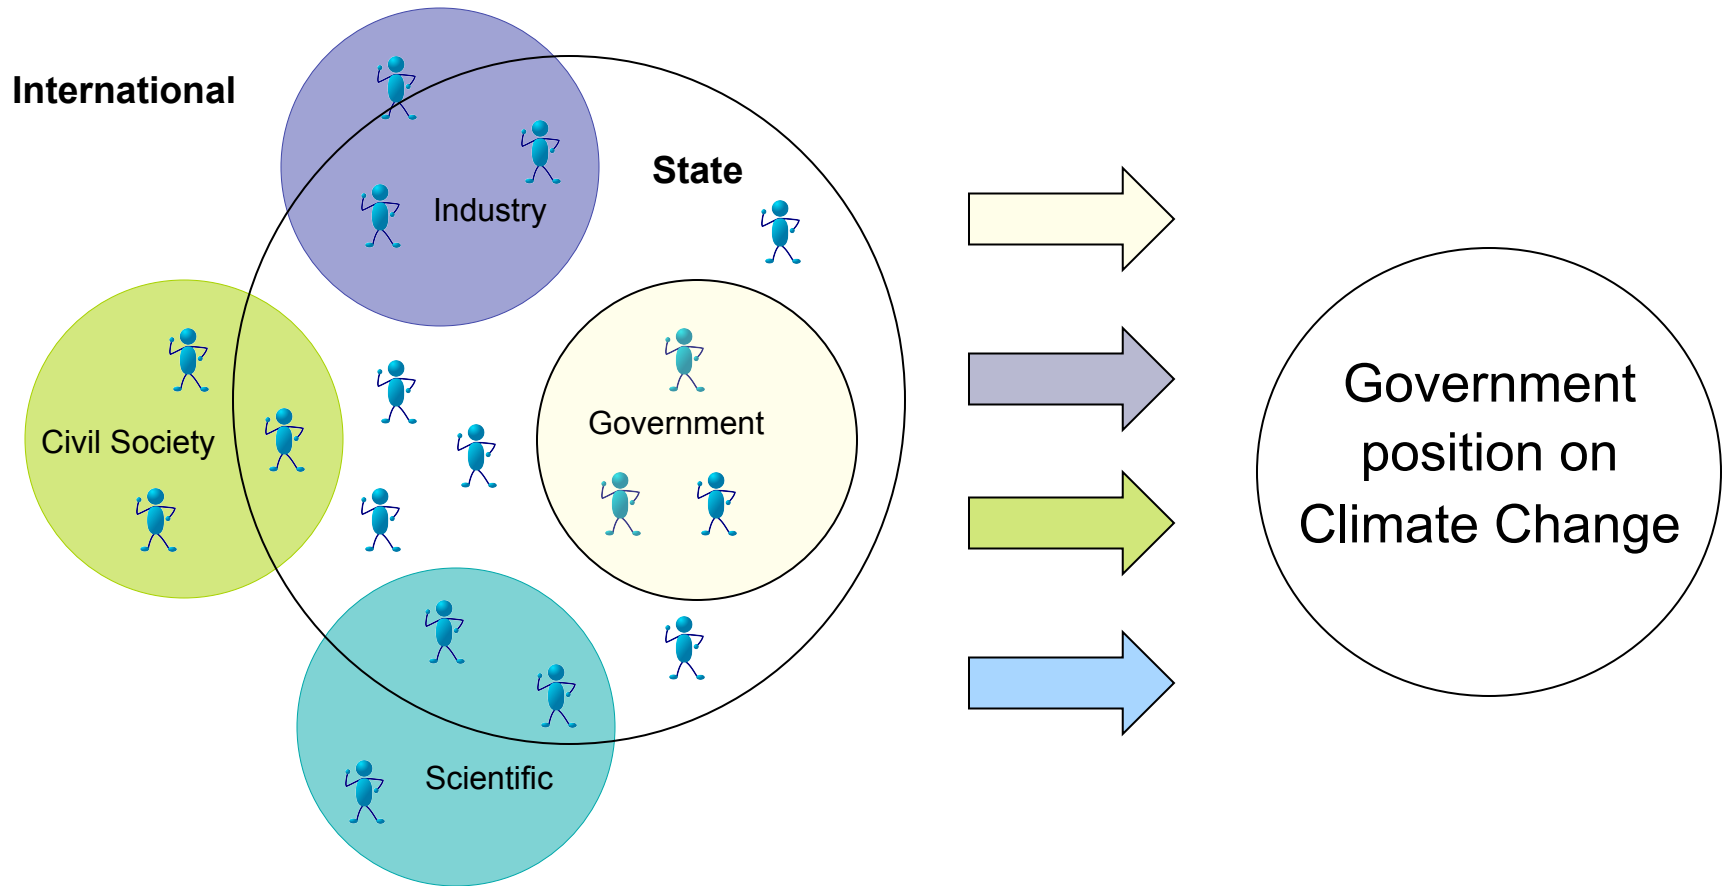 International
State
Industry
Civil Society
Government
Scientific
Government
position on
Climate Change